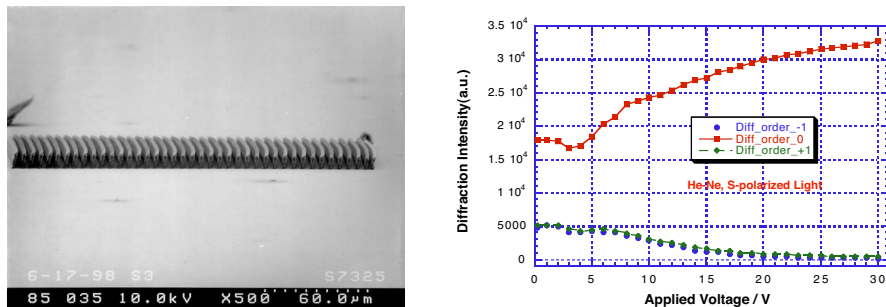 6-17-98 S3 S7325
85 035 10.0kV X500 60.0μm
Diffraction Intensity(a.u.)
3.5 10⁴
3 10⁴
2.5 10⁴
2 10⁴
1.5 10⁴
1 10⁴
5000
0
Diff_order_-1
Diff_order_0
Diff_order_+1
He-Ne, S-polarized Light
0 5 10 15 20 25 30
Applied Voltage / V